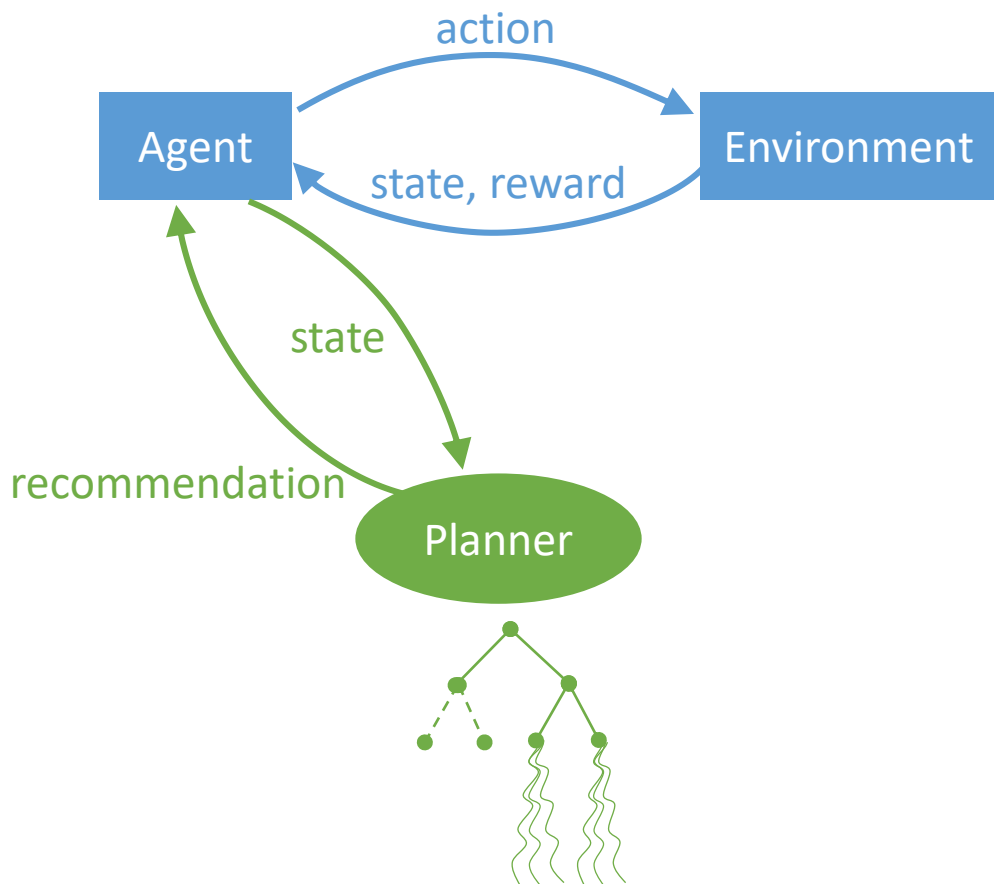 action
Agent
Environment
state, reward
state
recommendation
Planner